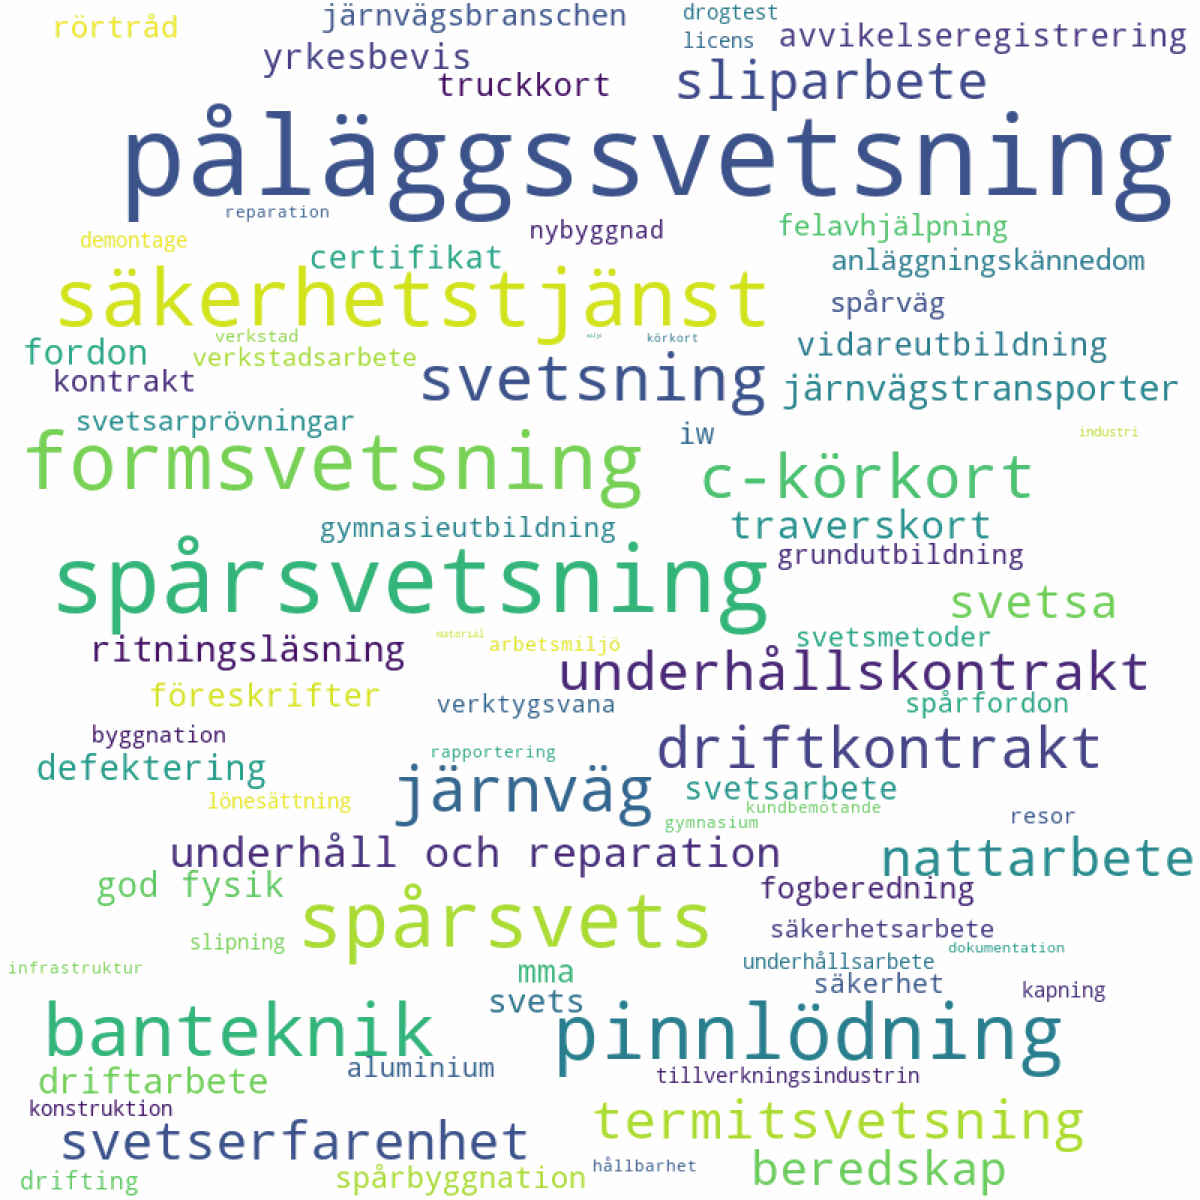 järnvägsbranschen
drogtest
rörtråd
licens
avvikelseregistrering
yrkesbevis
truckkort
sliparbete
påläggssvetsning
reparation
demontage
nybyggnad
felavhjälpning
certifikat
anläggningskännedom
säkerhetstjänst
spårväg
verkstad
miljö
körkort
fordon
verkstadsarbete
vidareutbildning
kontrakt
svetsning
järnvägstransporter
svetsarprövningar
iw
industri
formsvetsning
c-körkort
gymnasieutbildning
traverskort
grundutbildning
spårsvetsning
svetsa
material
ritningsläsning
arbetsmiljö
svetsmetoder
underhållskontrakt
föreskrifter
verktygsvana
spårfordon
byggnation
rapportering
driftkontrakt
defektering
järnväg
svetsarbete
lönesättning
kundbemötande
gymnasium
resor
underhåll och reparation
nattarbete
god fysik
fogberedning
spårsvets
säkerhetsarbete
slipning
dokumentation
infrastruktur
mma
underhållsarbete
säkerhet
svets
kapning
banteknik
pinnlödning
driftarbete
aluminium
tillverkningsindustrin
konstruktion
termitsvetsning
svetserfarenhet
hållbarhet
drifting
spårbyggnation
beredskap